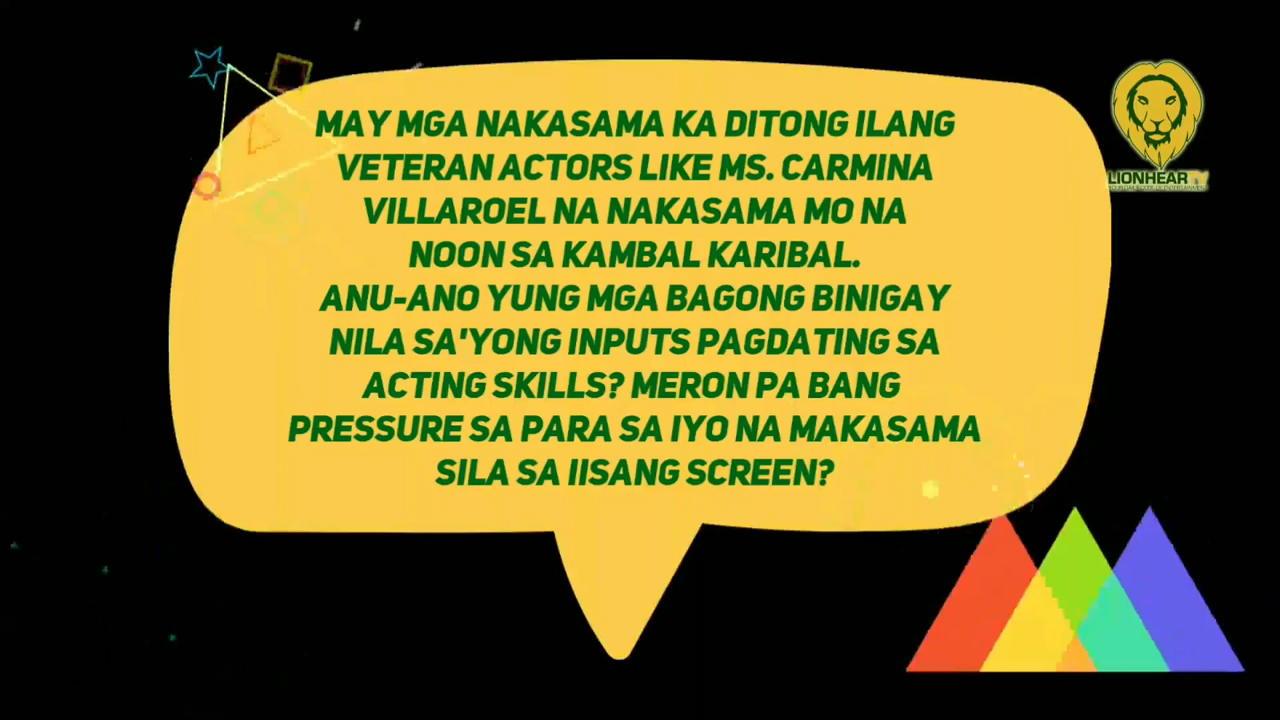 MAY MGA NAKASAMA KA DITONG ILANG
VETERAN ACTORS LIKE MS. CARMINA
VILLAROEL NA NAKASAMA MO NA
NOON SA KAMBAL KARIBAL.
ANU-ANO YUNG MGA BAGONG BINIGAY
NILA SA'YONG INPUTS PAGDATING SA
ACTING SKILLS? MERON PA BANG
PRESSURE SA PARA SA IYO NA MAKASAMA
SILA SA IISANG SCREEN?
LIONHEARTV